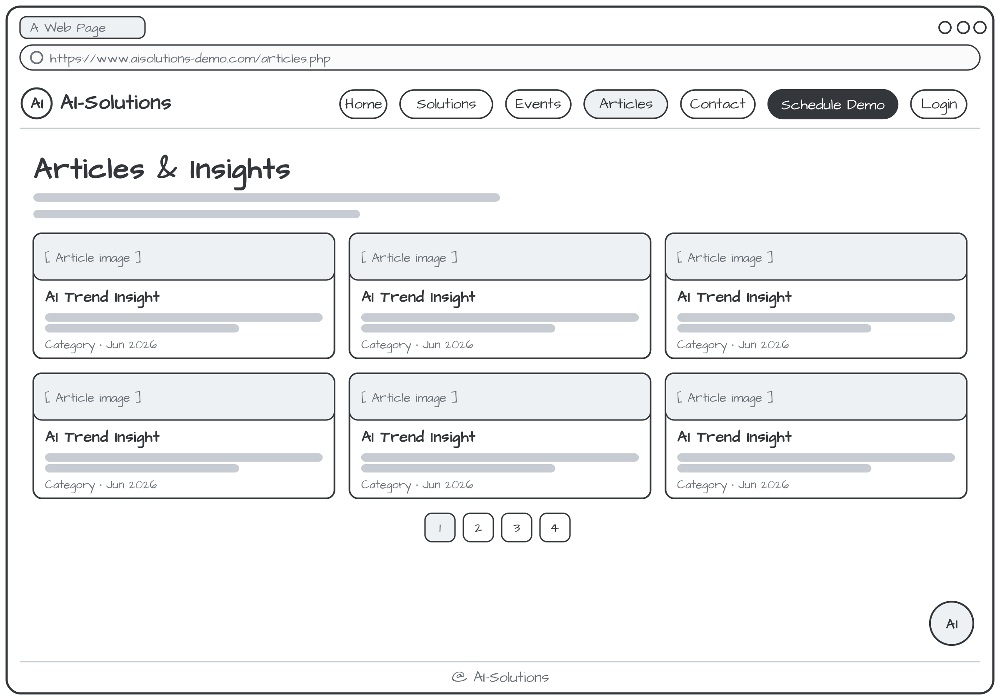 A Web Page
https://www.aisolutions-demo.com/articles.php
AI AI-Solutions Home Solutions Events Articles Contact Schedule Demo Login
Articles & Insights
[ Article image ] [ Article image ] [ Article image ]
AI Trend Insight AI Trend Insight AI Trend Insight
Category · Jun 2026 Category · Jun 2026 Category · Jun 2026
[ Article image ] [ Article image ] [ Article image ]
AI Trend Insight AI Trend Insight AI Trend Insight
Category · Jun 2026 Category · Jun 2026 Category · Jun 2026
1 2 3 4
AI
@ AI-Solutions